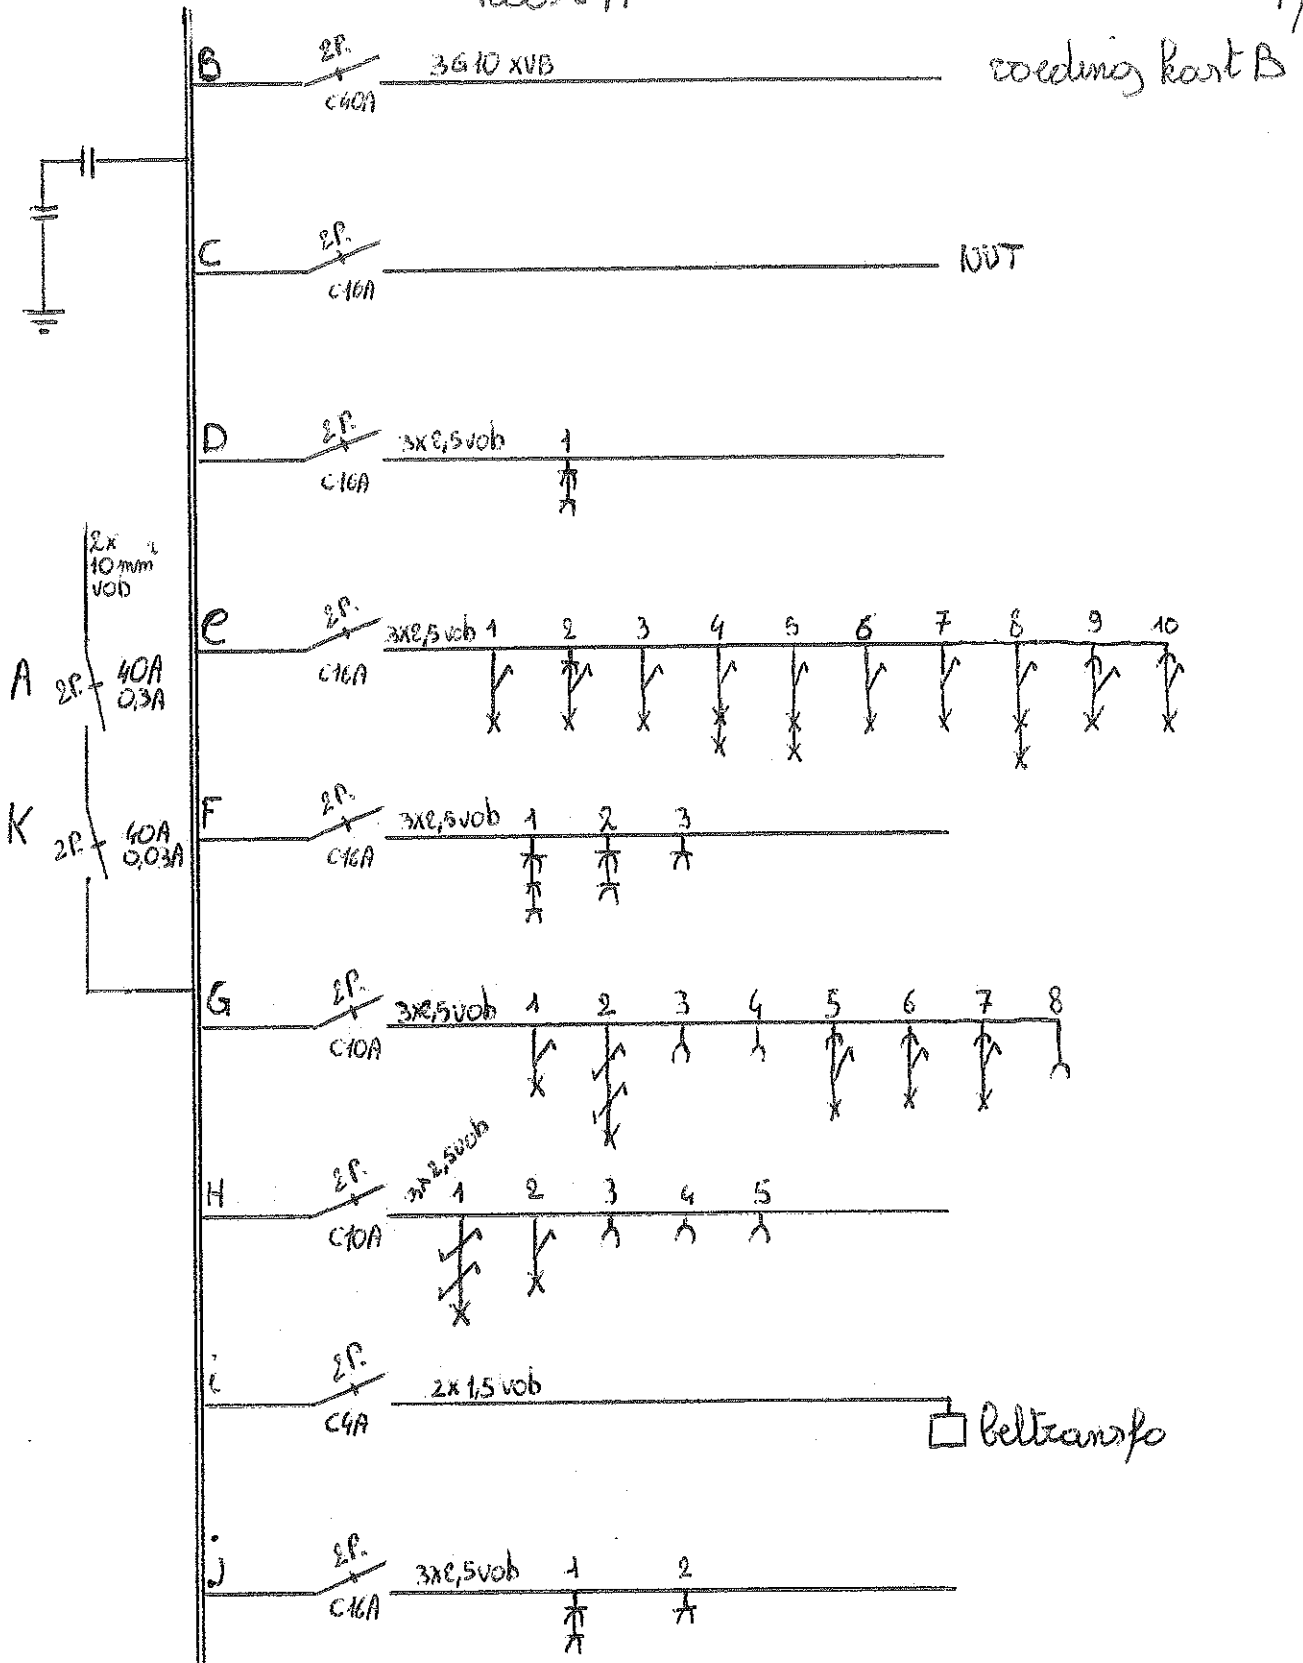 B 2P. 3G10 XVB voeding kast B
C40A
C 2P. NUT
C16A
D 2P. 3x2,5vob 1
C16A
2x
10mm²
vob
e 2P. 3x2,5vob 1 2 3 4 5 6 7 8 9 10
C16A
A 2P. 40A
0,3A
F 2P. 3x2,5vob 1 2 3
C16A
K 2P. 40A
0,03A
G 2P. 3x2,5vob 1 2 3 4 5 6 7 8
C10A
H 2P. 3x2,5vob 1 2 3 4 5
C10A
i 2P. 2x1,5vob
C4A
beltransfo
j 2P. 3x2,5vob 1 2
C16A